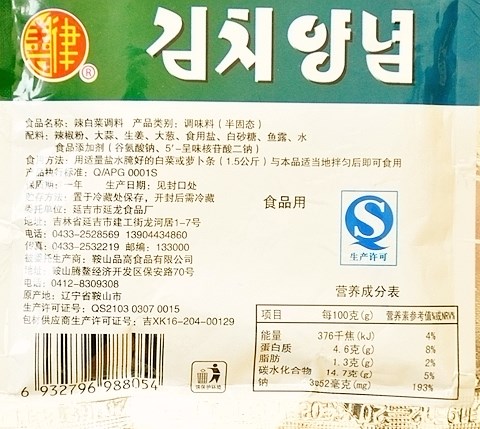 김치양념
®
食品名称：辣白菜调料 产品类别：调味料（半固态）
配料：辣椒粉、大蒜、生姜、大葱、食用盐、白砂糖、鱼露、水
食品添加剂（谷氨酸钠、5'-呈味核苷酸二钠）
食用方法：用适量盐水腌好的白菜或萝卜条（1.5公斤）与本品适当地拌匀后即可食用
产品执行标准：Q/APG 0001S
保质期：一年 生产日期：见封口处
贮存方法：置于冷藏处保存，开封后需冷藏
委托单位：延吉市延龙食品厂
地址：吉林省延吉市建工街龙河居1-7号
电话：0433-2528569 13904434860
传真：0433-2532219 邮编：133000
被委托生产商：鞍山品高食品有限公司
地址：鞍山腾鳌经济开发区保安路70号
电话：0412-8309308
原产地：辽宁省鞍山市
生产许可证号：QS2103 0307 0015
包材供应商生产许可证号：吉XK16-204-00129
食品用
生产许可
营养成分表
项目 每100克(g) 营养素参考值%或NRV%
能量 376千焦(kJ) 4%
蛋白质 4.6克(g) 8%
脂肪 1.3克(g) 2%
碳水化合物 14.7克(g) 5%
钠 3852毫克(mg) 193%
6 932796 988054